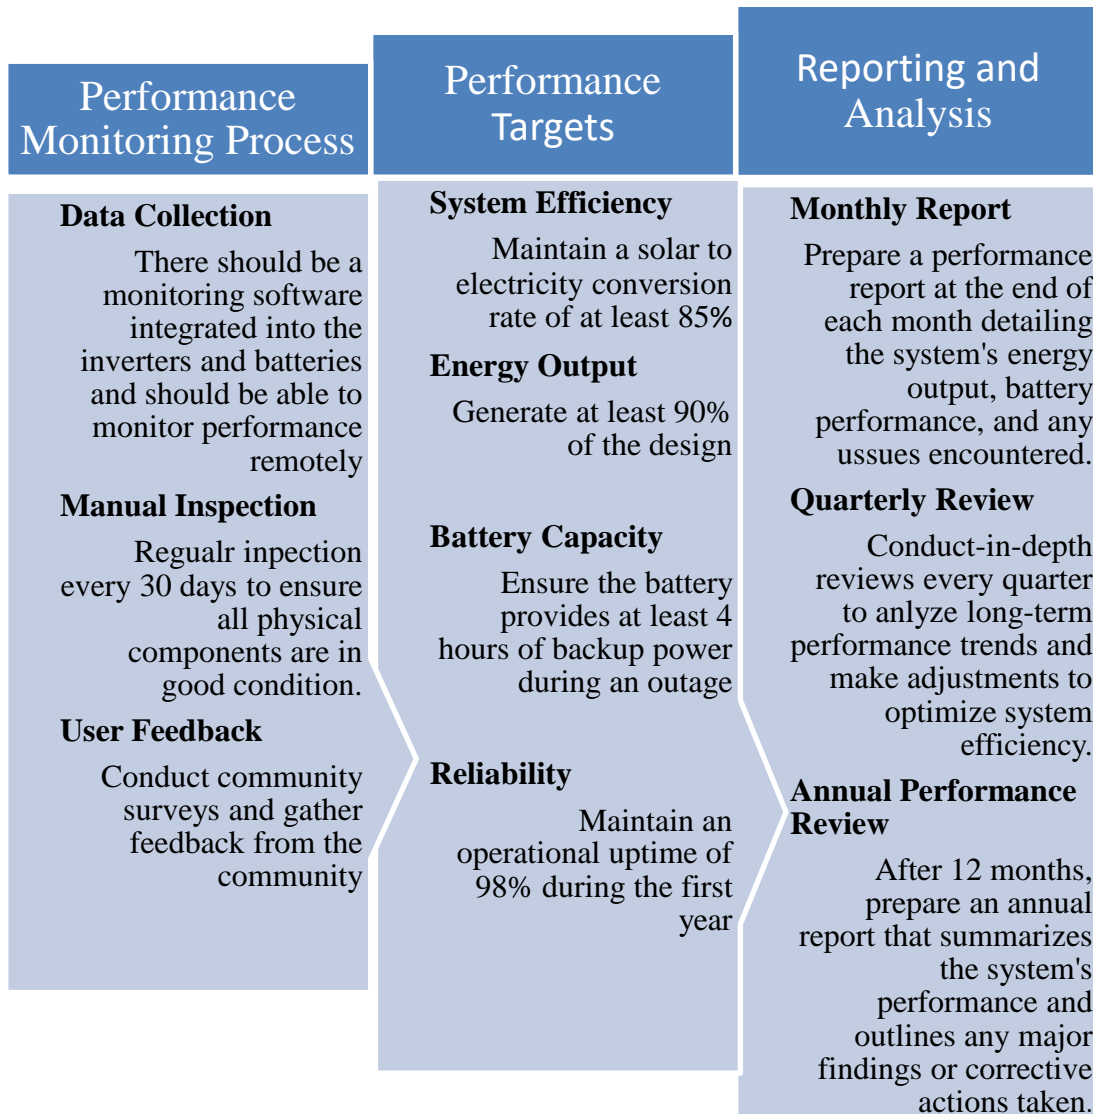 Performance
Monitoring Process
Data Collection
There should be a
monitoring software
integrated into the
inverters and batteries
and should be able to
monitor performance
remotely
Manual Inspection
Regualr inpection
every 30 days to ensure
all physical
components are in
good condition.
User Feedback
Conduct community
surveys and gather
feedback from the
community
Performance
Targets
System Efficiency
Maintain a solar to
electricity conversion
rate of at least 85%
Energy Output
Generate at least 90%
of the design
Battery Capacity
Ensure the battery
provides at least 4
hours of backup power
during an outage
Reliability
Maintain an
operational uptime of
98% during the first
year
Reporting and
Analysis
Monthly Report
Prepare a performance
report at the end of
each month detailing
the system's energy
output, battery
performance, and any
ussues encountered.
Quarterly Review
Conduct-in-depth
reviews every quarter
to anlyze long-term
performance trends and
make adjustments to
optimize system
efficiency.
Annual Performance
Review
After 12 months,
prepare an annual
report that summarizes
the system's
performance and
outlines any major
findings or corrective
actions taken.